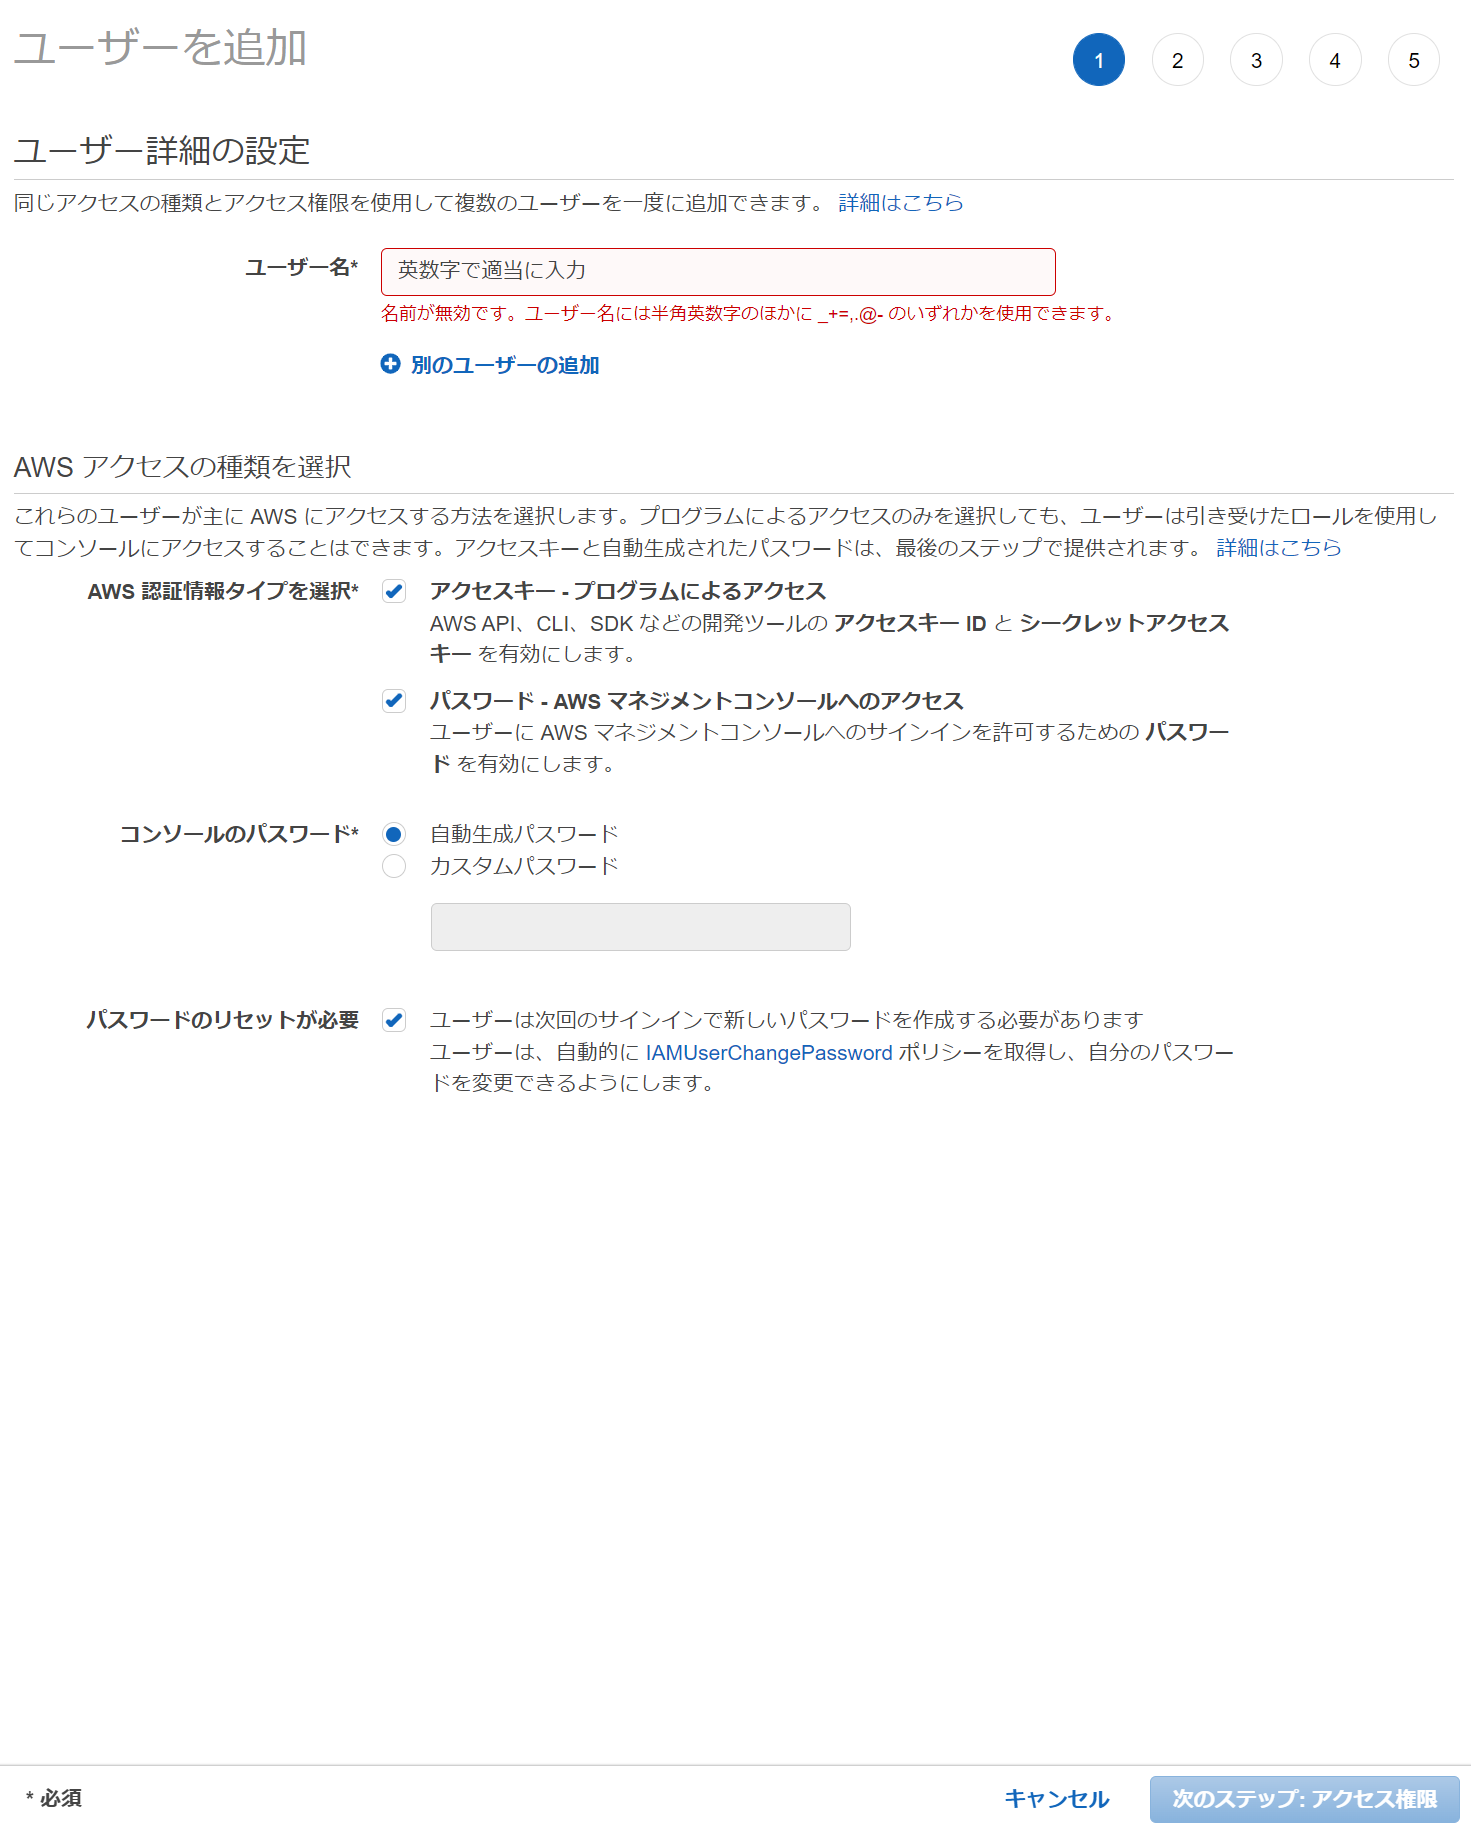 ユーザーを追加
1 2 3 4 5
ユーザー詳細の設定
同じアクセスの種類とアクセス権限を使用して複数のユーザーを一度に追加できます。 詳細はこちら
ユーザー名* 英数字で適当に入力
名前が無効です。ユーザー名には半角英数字のほかに _+=,.@- のいずれかを使用できます。
別のユーザーの追加
AWS アクセスの種類を選択
これらのユーザーが主に AWS にアクセスする方法を選択します。プログラムによるアクセスのみを選択しても、ユーザーは引き受けたロールを使用し
てコンソールにアクセスすることはできます。アクセスキーと自動生成されたパスワードは、最後のステップで提供されます。 詳細はこちら
AWS 認証情報タイプを選択* アクセスキー - プログラムによるアクセス
AWS API、CLI、SDK などの開発ツールの アクセスキー ID と シークレットアクセス
キー を有効にします。
パスワード - AWS マネジメントコンソールへのアクセス
ユーザーに AWS マネジメントコンソールへのサインインを許可するための パスワー
ド を有効にします。
コンソールのパスワード* 自動生成パスワード
カスタムパスワード
パスワードのリセットが必要 ユーザーは次回のサインインで新しいパスワードを作成する必要があります
ユーザーは、自動的に IAMUserChangePassword ポリシーを取得し、自分のパスワー
ドを変更できるようにします。
* 必須 キャンセル 次のステップ: アクセス権限